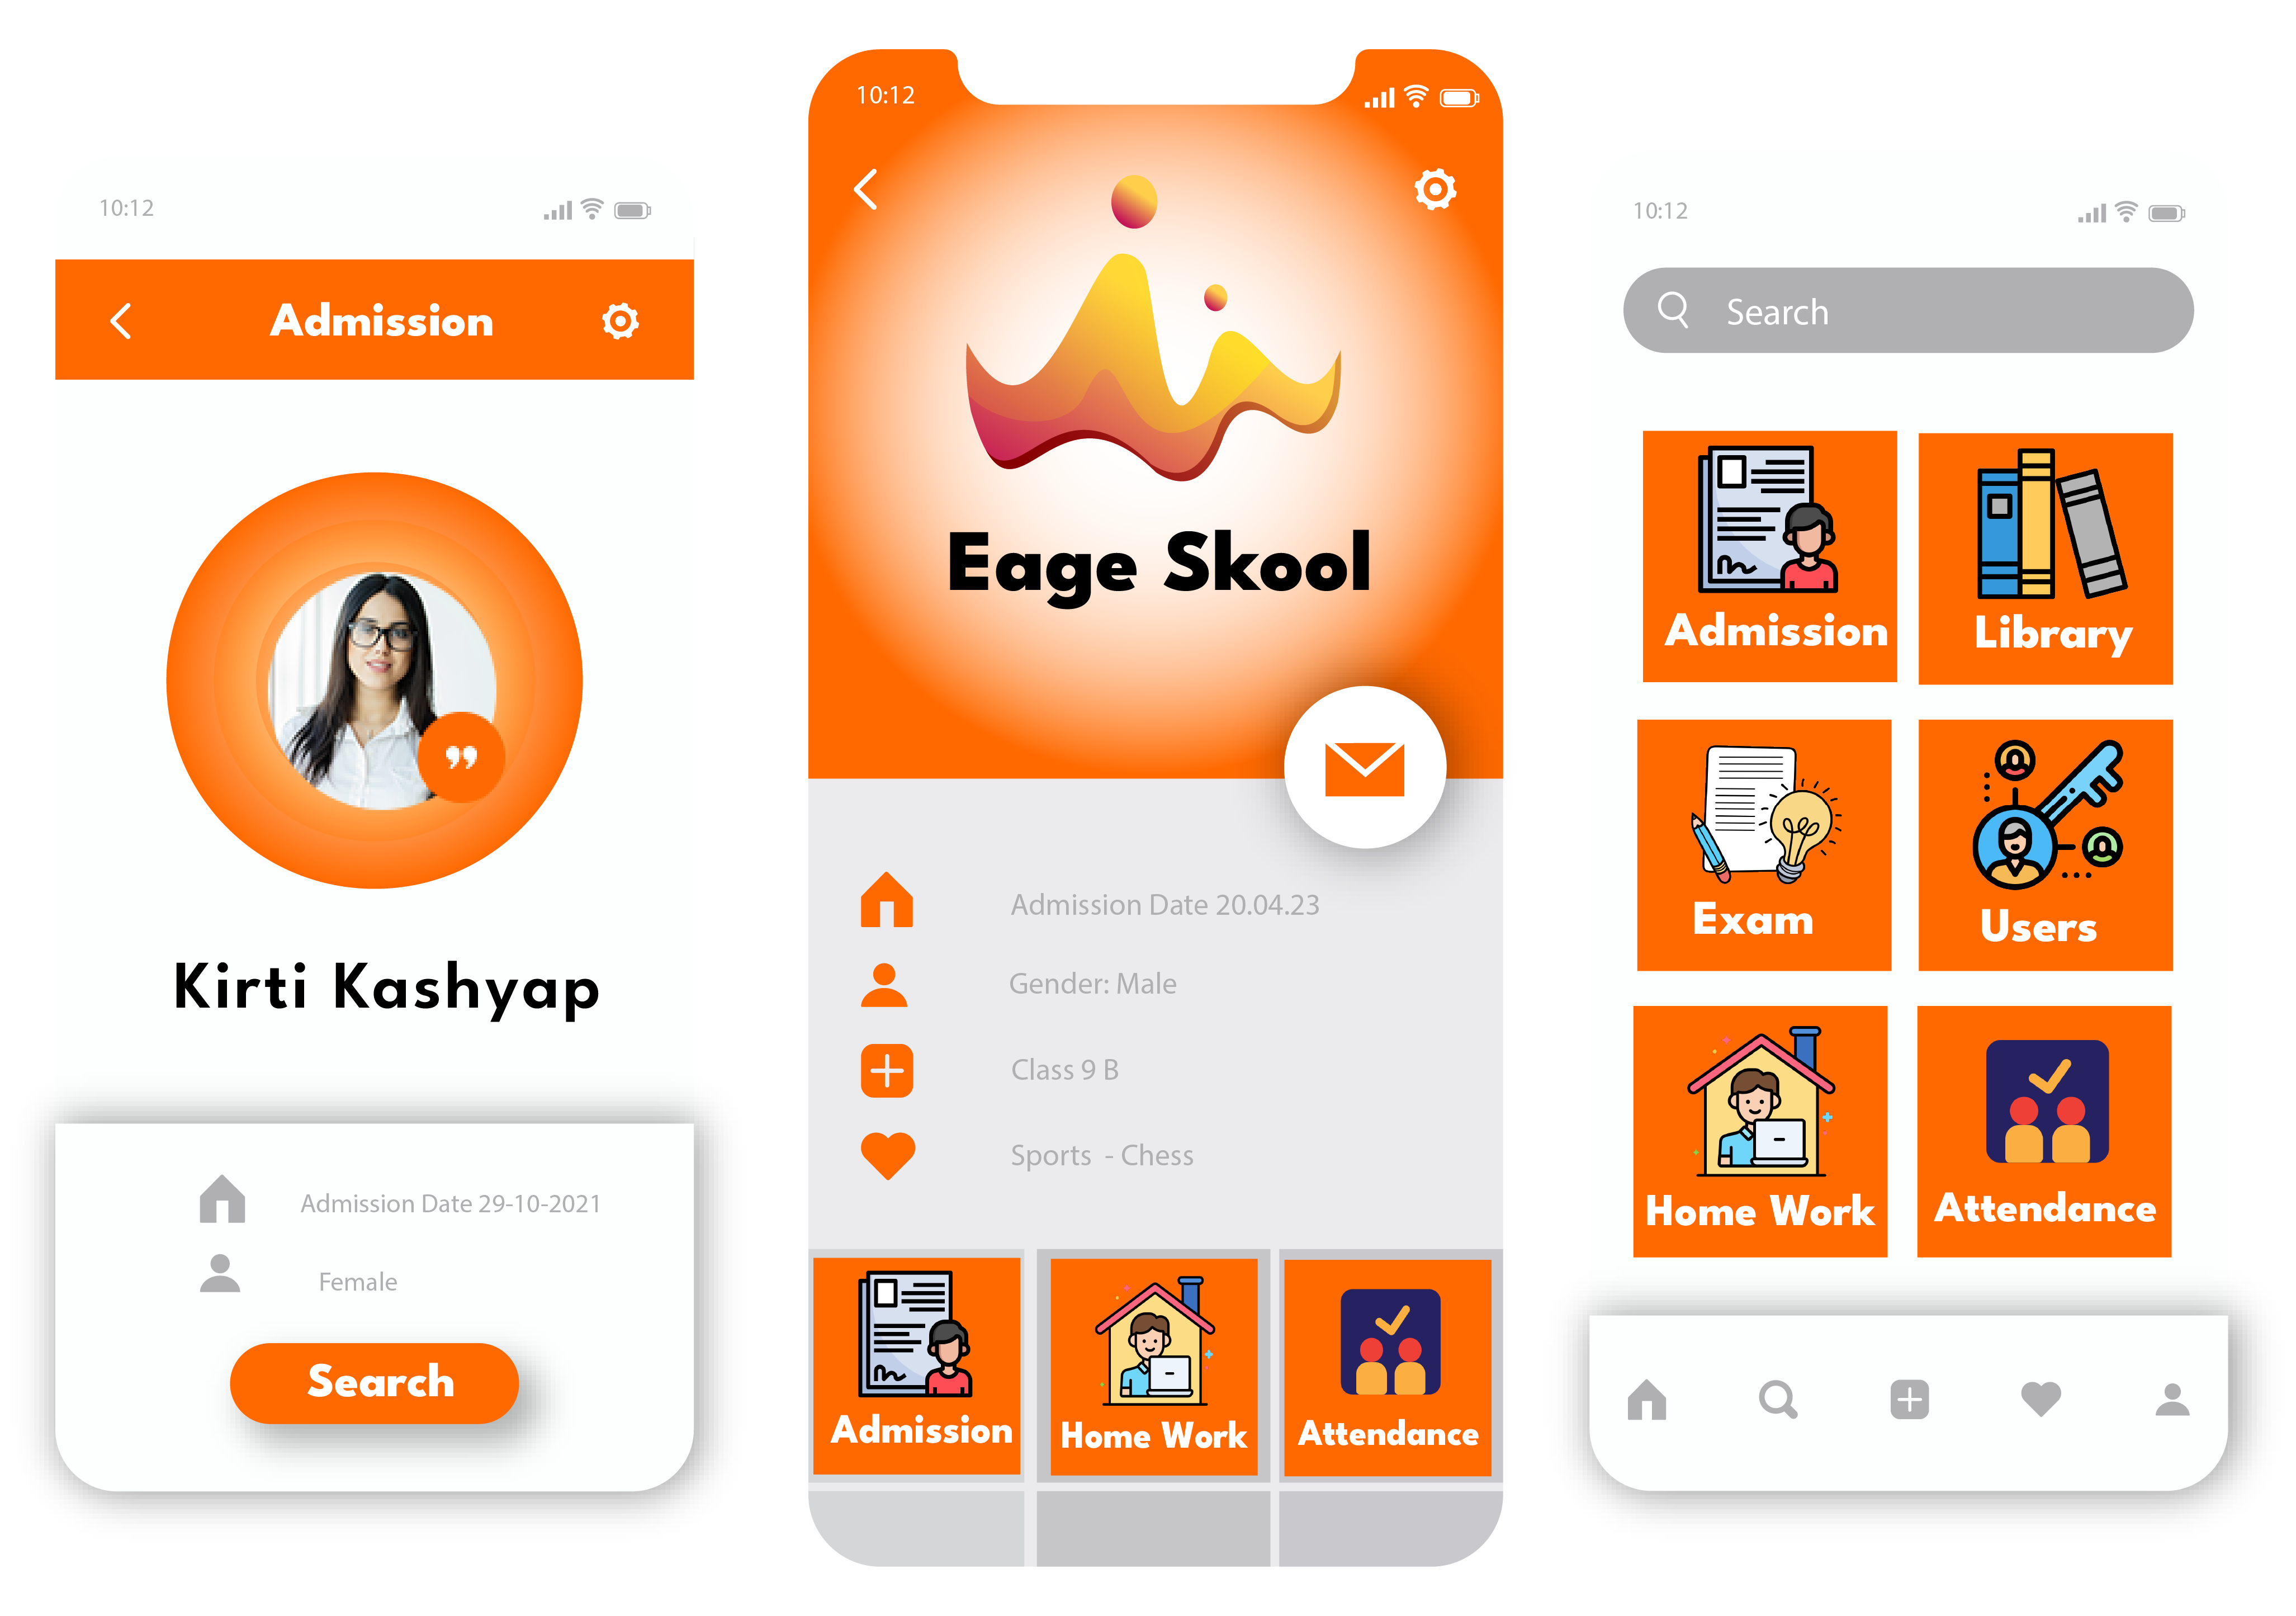 10:12
Admission
Kirti Kashyap
Admission Date 29-10-2021
Female
Search
10:12
Eage Skool
Admission Date 20.04.23
Gender: Male
Class 9 B
Sports - Chess
Admission
Home Work
Attendance
10:12
Search
Admission
Library
Exam
Users
Home Work
Attendance